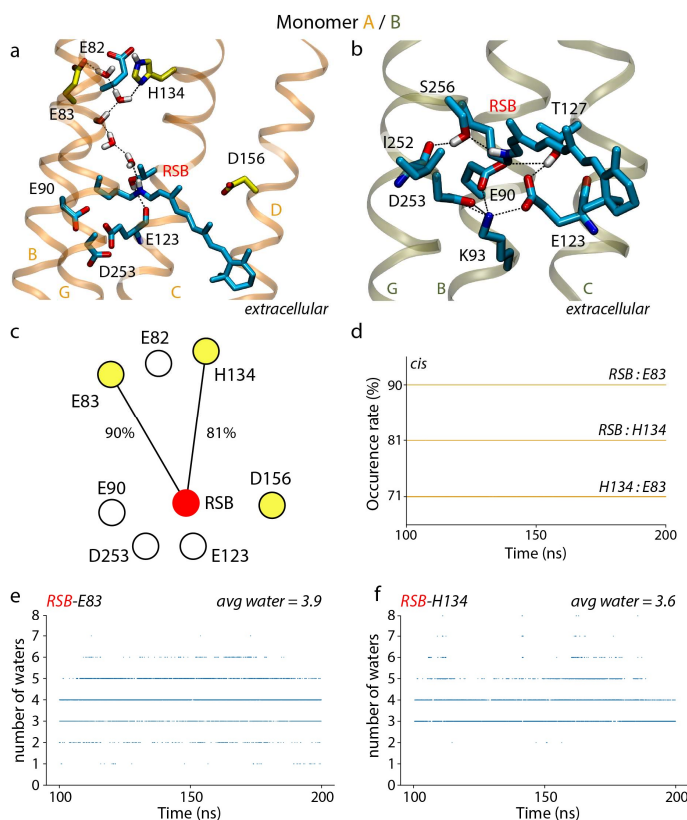 Monomer A / B
a
E82
E83
H134
RSB
D156
E90
E123
D253
B
G
C
D
extracellular
b
S256
RSB
T127
I252
E90
D253
E123
K93
G
B
C
extracellular
c
E82
H134
E83
90%
81%
D156
E90
RSB
D253
E123
d
cis
RSB : E83
90
RSB : H134
81
H134 : E83
71
Occurence rate (%)
100
150
200
Time (ns)
e
RSB-E83
avg water = 3.9
8
7
6
5
4
3
2
1
0
number of waters
100
150
200
Time (ns)
f
RSB-H134
avg water = 3.6
8
7
6
5
4
3
2
1
0
number of waters
100
150
200
Time (ns)